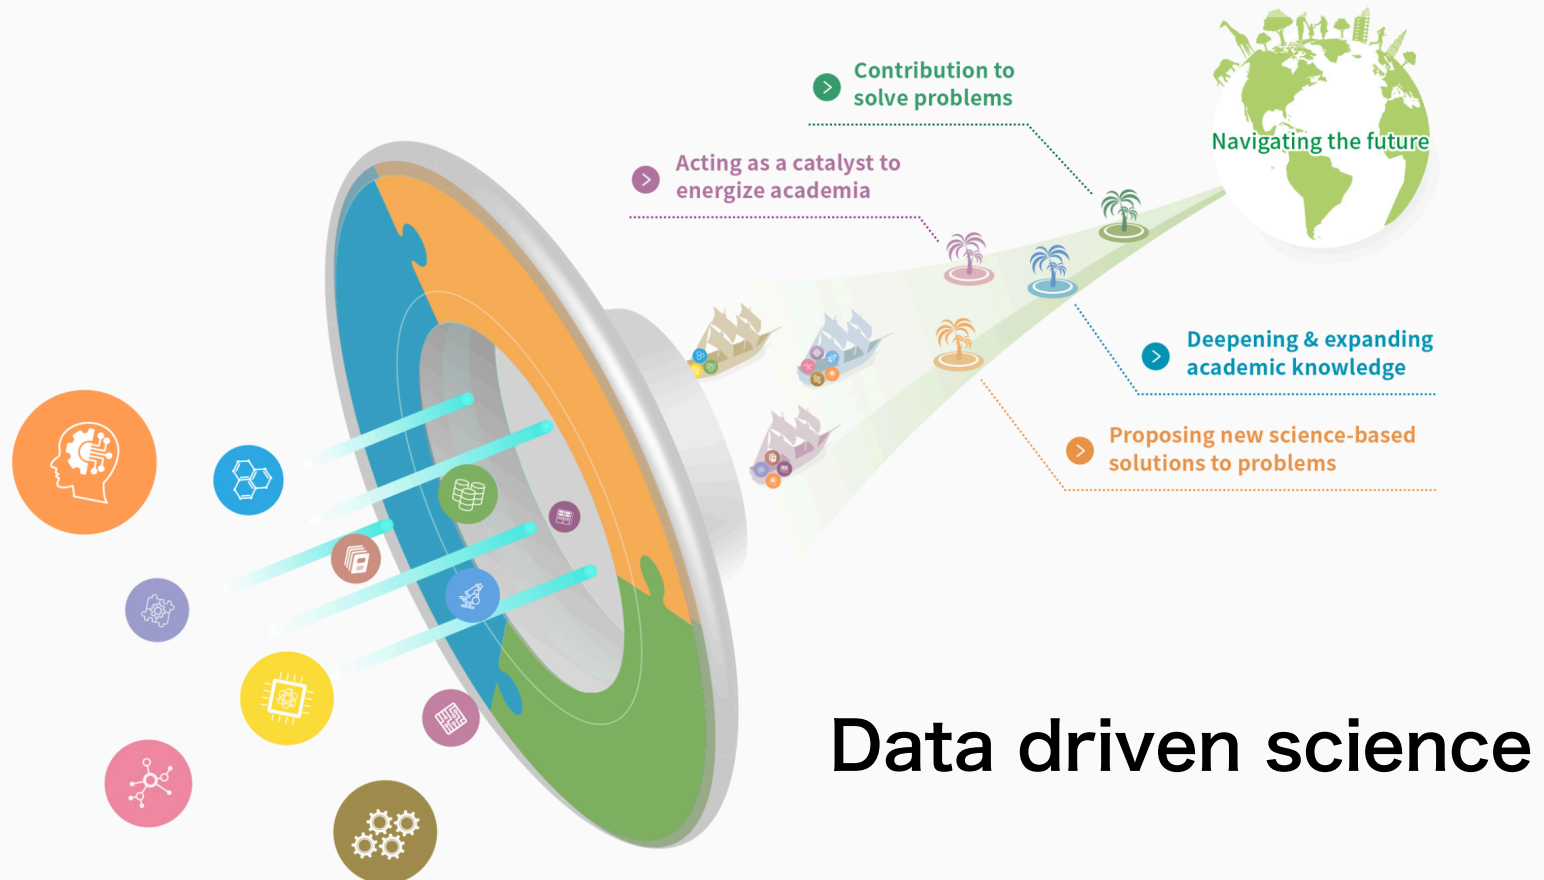 Contribution to
solve problems
Navigating the future
Acting as a catalyst to
energize academia
Deepening & expanding
academic knowledge
Proposing new science-based
solutions to problems
Data driven science